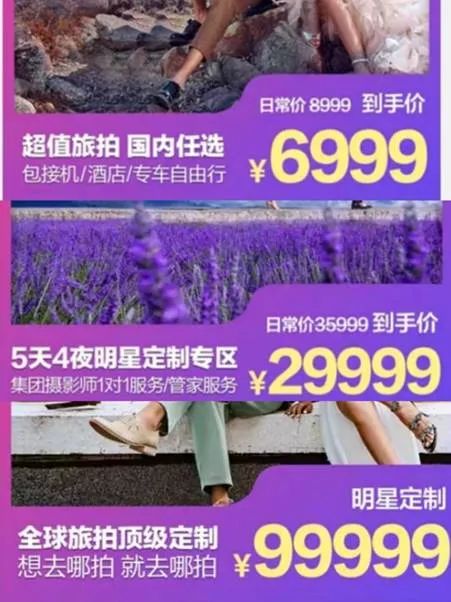 日常价 8999 到手价
超值旅拍 国内任选
¥6999
包接机/酒店/专车自由行
日常价35999 到手价
5天4夜明星定制专区
¥29999
集团摄影师1对1服务/管家服务
明星定制
全球旅拍顶级定制
¥99999
想去哪拍 就去哪拍